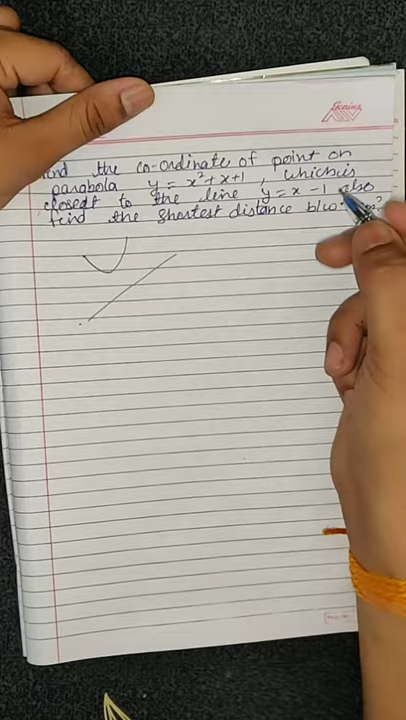 the co-ordinate of point on
parabola y = x² + x + 1, which is
closest to the line y = x - 1 also
find the shortest distance b/w